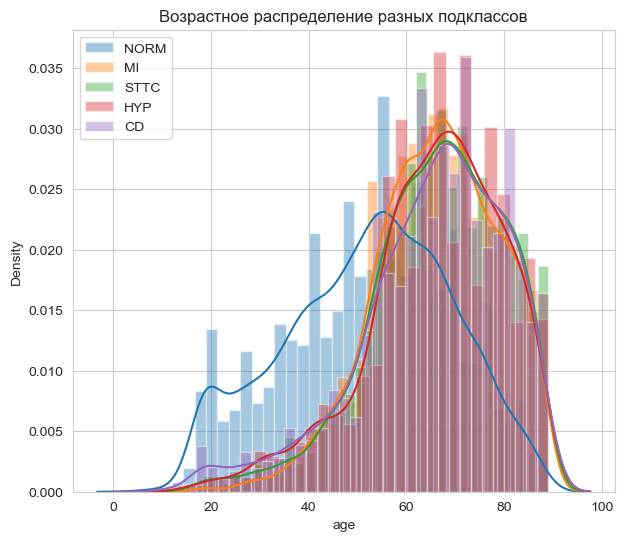 Возрастное распределение разных подклассов
NORM
MI
STTC
HYP
CD
0.035
0.030
0.025
0.020
0.015
0.010
0.005
0.000
Density
0
20
40
60
80
100
age